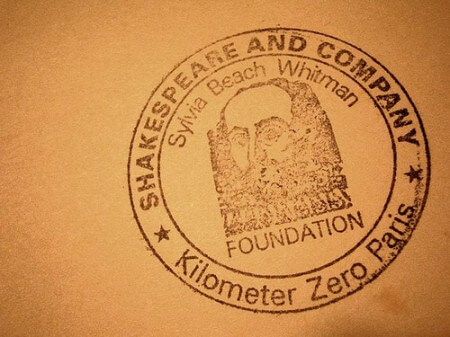 SHAKESPEARE AND COMPANY
Sylvia Beach Whitman
FOUNDATION
Kilometer Zero Paris